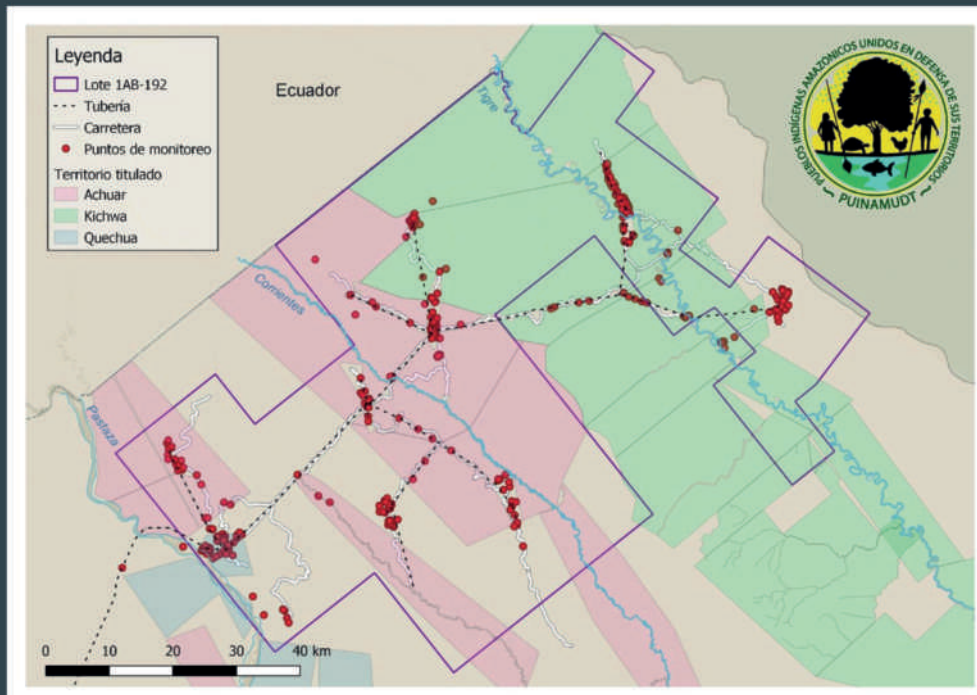 Leyenda
Lote 1AB-192
Tubería
Carretera
Puntos de monitoreo
Territorio titulado
Achuar
Kichwa
Quechua
Ecuador
Tigre
Corrientes
Pastaza
PUEBLOS INDÍGENAS AMAZÓNICOS UNIDOS EN DEFENSA DE SUS TERRITORIOS
PUINAMUDT
0 10 20 30 40 km